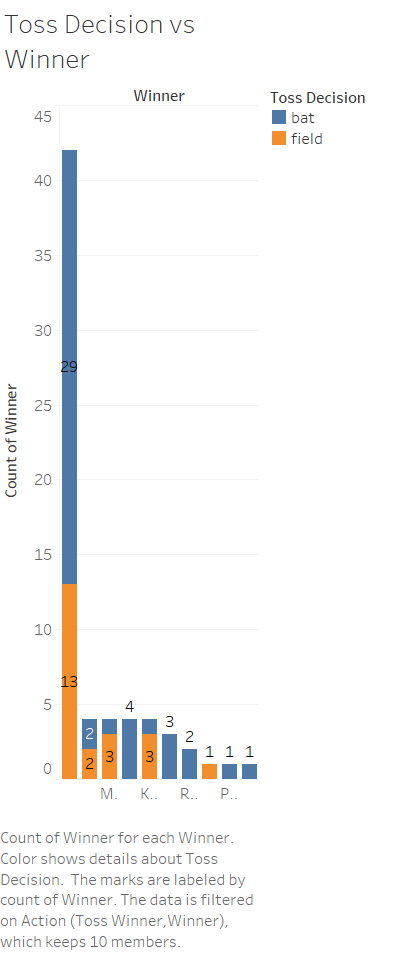 Toss Decision vs
Winner
Winner
Toss Decision
bat
field
Count of Winner
45
40
35
30
25
20
15
10
5
0
29
13
2
2
3
4
3
3
2
1
1
1
M.
K..
R..
P..
Count of Winner for each Winner.
Color shows details about Toss
Decision. The marks are labeled by
count of Winner. The data is filtered
on Action (Toss Winner,Winner),
which keeps 10 members.